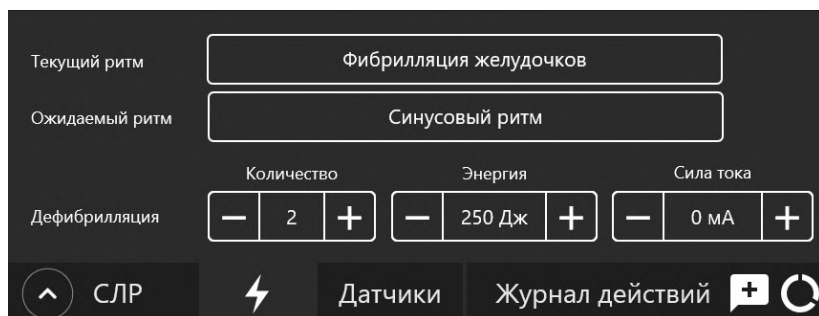 Текущий ритм
Фибрилляция желудочков
Ожидаемый ритм
Синусовый ритм
Количество Энергия Сила тока
Дефибрилляция — 2 + — 250 Дж + — 0 мА +
СЛР Датчики Журнал действий